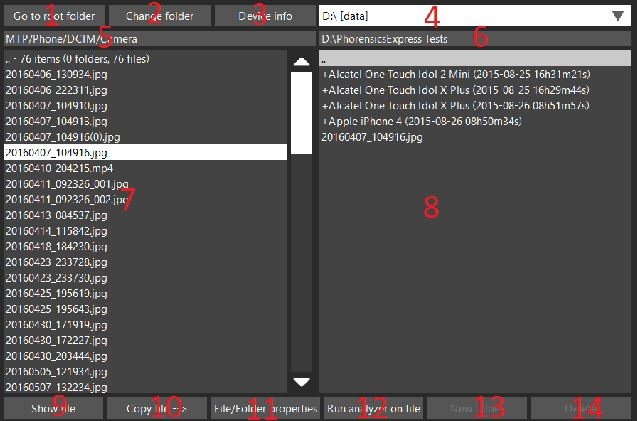 Go to root folder
1
Change folder
2
Device info
3
D:\ [data]
4
MTP/Phone/DCIM/Camera
5
D:\PhorensicsExpress Tests
6
.. - 76 items (0 folders, 76 files)
20160406_130934.jpg
20160406_222311.jpg
20160407_104910.jpg
20160407_104913.jpg
20160407_104916(0).jpg
20160407_104916.jpg
20160410_204215.mp4
20160411_092326_001.jpg
20160411_092326_002.jpg
20160413_084537.jpg
20160414_115842.jpg
20160418_184230.jpg
20160423_233728.jpg
20160423_233730.jpg
20160425_195619.jpg
20160425_195643.jpg
20160430_171919.jpg
20160430_172227.jpg
20160430_203444.jpg
20160505_121934.jpg
20160507_132234.jpg
7
..
+Alcatel One Touch Idol 2 Mini (2015-08-25 16h31m21s)
+Alcatel One Touch Idol X Plus (2015-08-25 16h29m44s)
+Alcatel One Touch Idol X Plus (2015-08-26 08h51m57s)
+Apple iPhone 4 (2015-08-26 08h50m34s)
20160407_104916.jpg
8
Show file
9
Copy file -->
10
File/Folder properties
11
Run analyzer on file
12
New folder
13
Delete
14